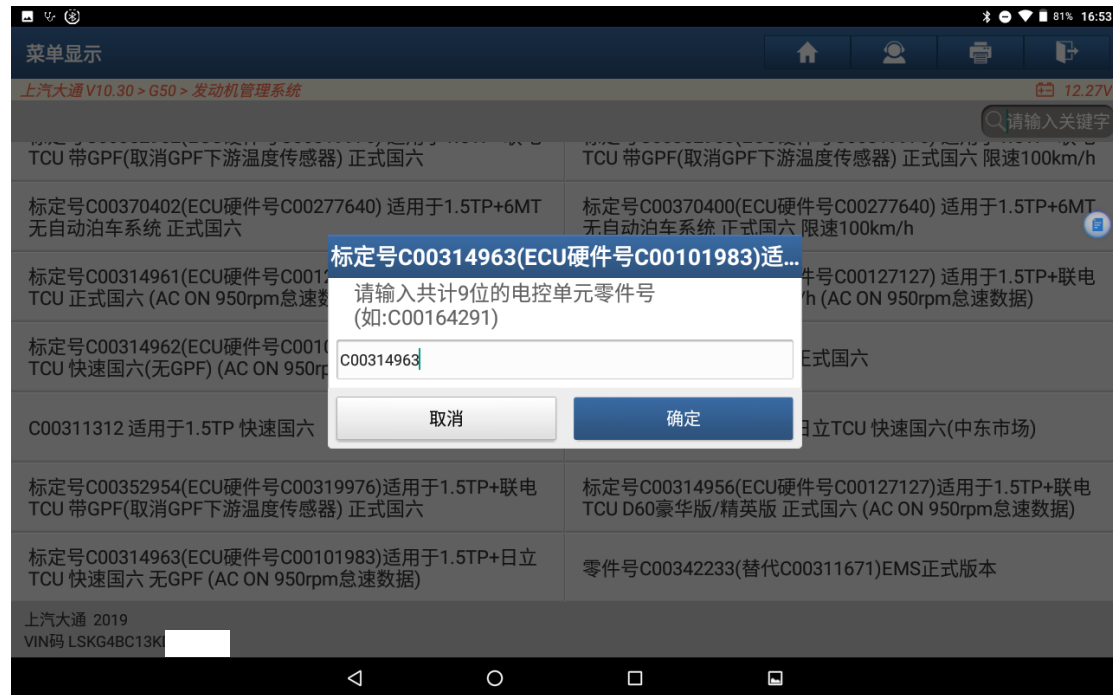 81% 16:53
菜单显示
上汽大通 V10.30 > G50 > 发动机管理系统
12.27V
请输入关键字
TCU 带GPF(取消GPF下游温度传感器) 正式国六
TCU 带GPF(取消GPF下游温度传感器) 正式国六 限速100km/h
标定号C00370402(ECU硬件号C00277640) 适用于1.5TP+6MT
无自动泊车系统 正式国六
标定号C00370400(ECU硬件号C00277640) 适用于1.5TP+6MT
无自动泊车系统 正式国六 限速100km/h
标定号C00314963(ECU硬件号C00101983)适...
请输入共计9位的电控单元零件号
(如:C00164291)
C00314963
取消
确定
标定号C00314961(ECU硬件号C0012
TCU 正式国六 (AC ON 950rpm怠速数
件号C00127127) 适用于1.5TP+联电
/h (AC ON 950rpm怠速数据)
标定号C00314962(ECU硬件号C0010
TCU 快速国六(无GPF) (AC ON 950rp
正式国六
C00311312 适用于1.5TP 快速国六
日立TCU 快速国六(中东市场)
标定号C00352954(ECU硬件号C00319976)适用于1.5TP+联电
TCU 带GPF(取消GPF下游温度传感器) 正式国六
标定号C00314956(ECU硬件号C00127127)适用于1.5TP+联电
TCU D60豪华版/精英版 正式国六 (AC ON 950rpm怠速数据)
标定号C00314963(ECU硬件号C00101983)适用于1.5TP+日立
TCU 快速国六 无GPF (AC ON 950rpm怠速数据)
零件号C00342233(替代C00311671)EMS正式版本
上汽大通 2019
VIN码 LSKG4BC13K